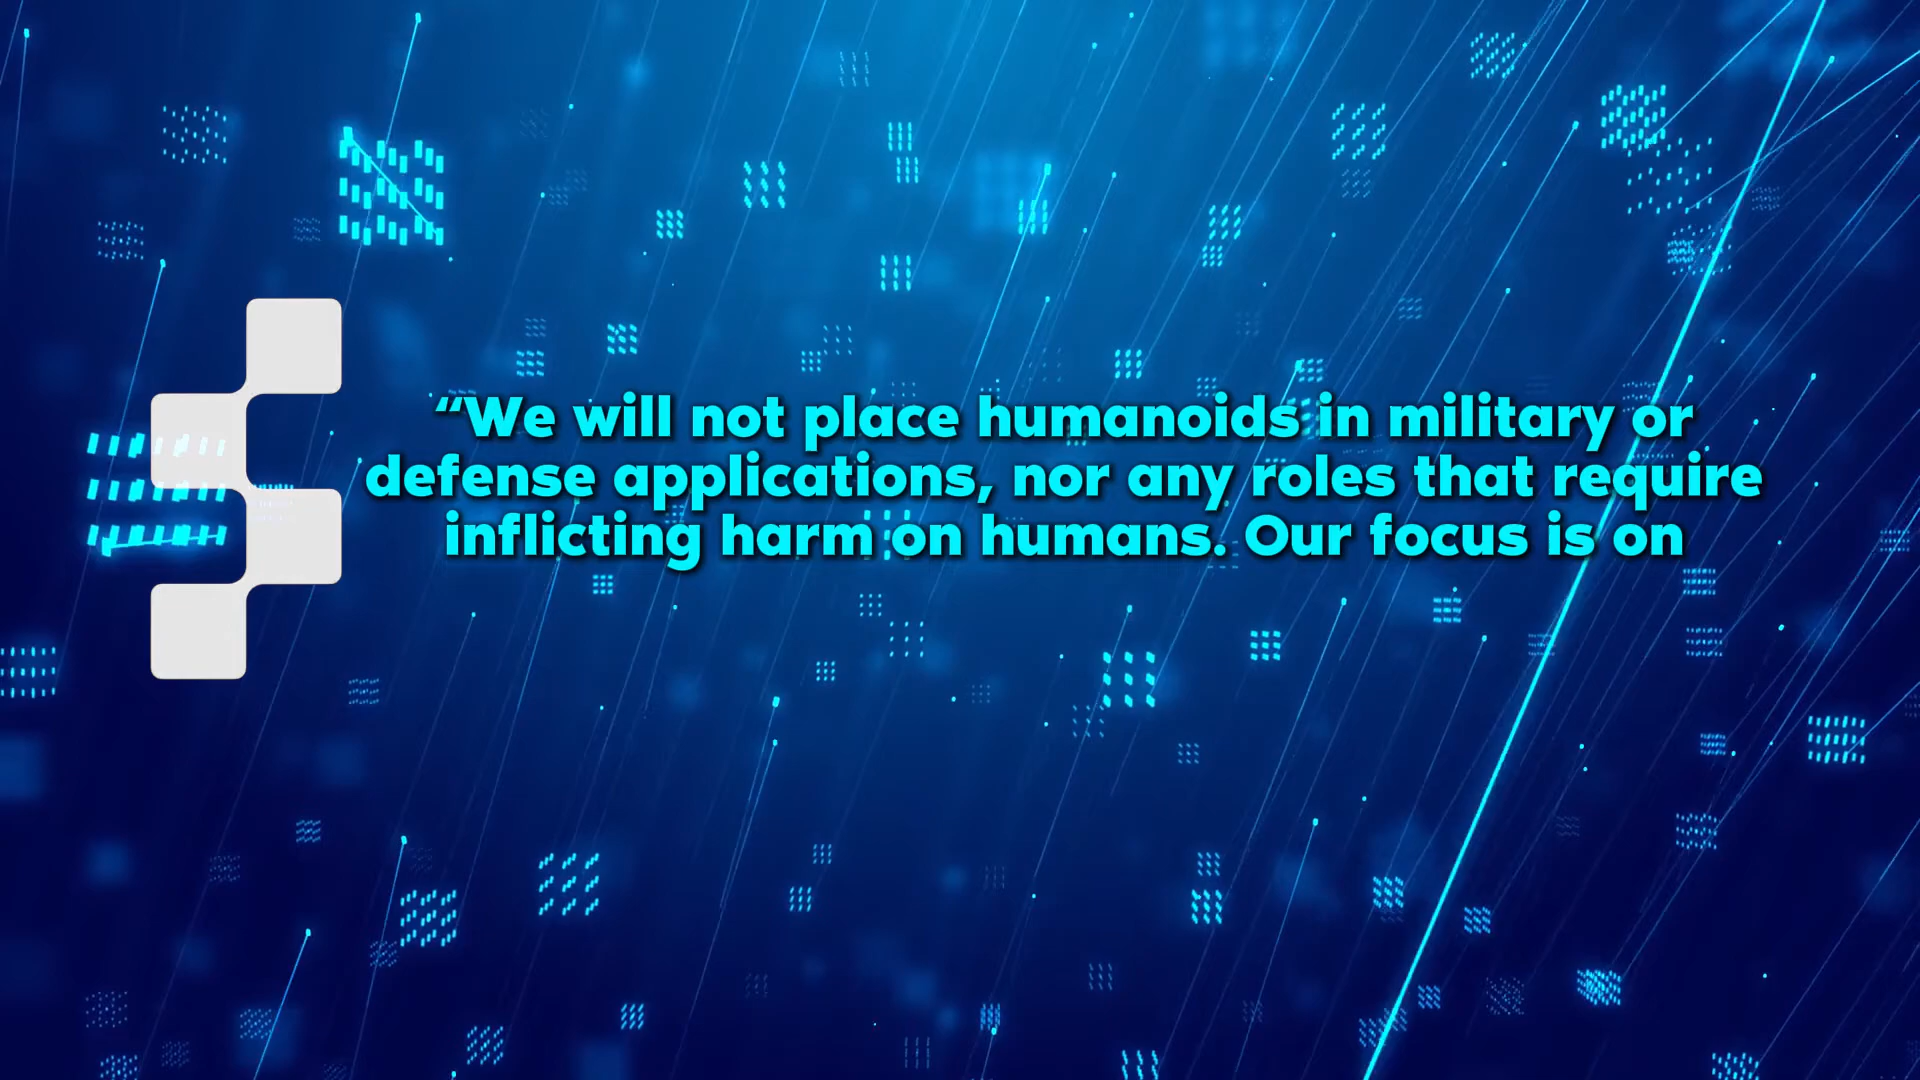 “We will not place humanoids in military or
defense applications, nor any roles that require
inflicting harm on humans. Our focus is on